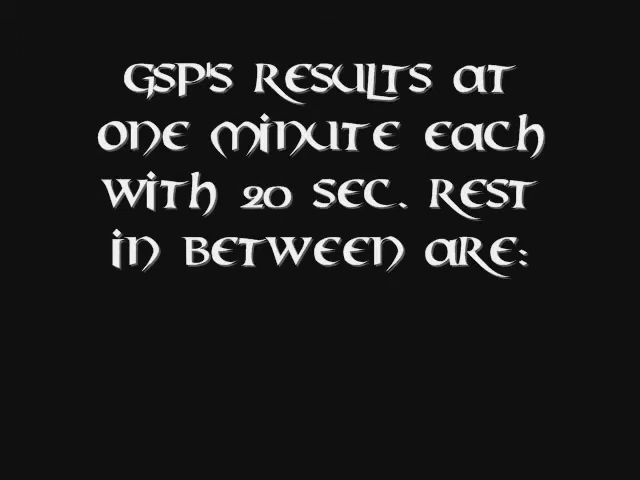 GSP'S RESULTS AT
ONE MINUTE EACH
WITH 20 SEC. REST
IN BETWEEN ARE: